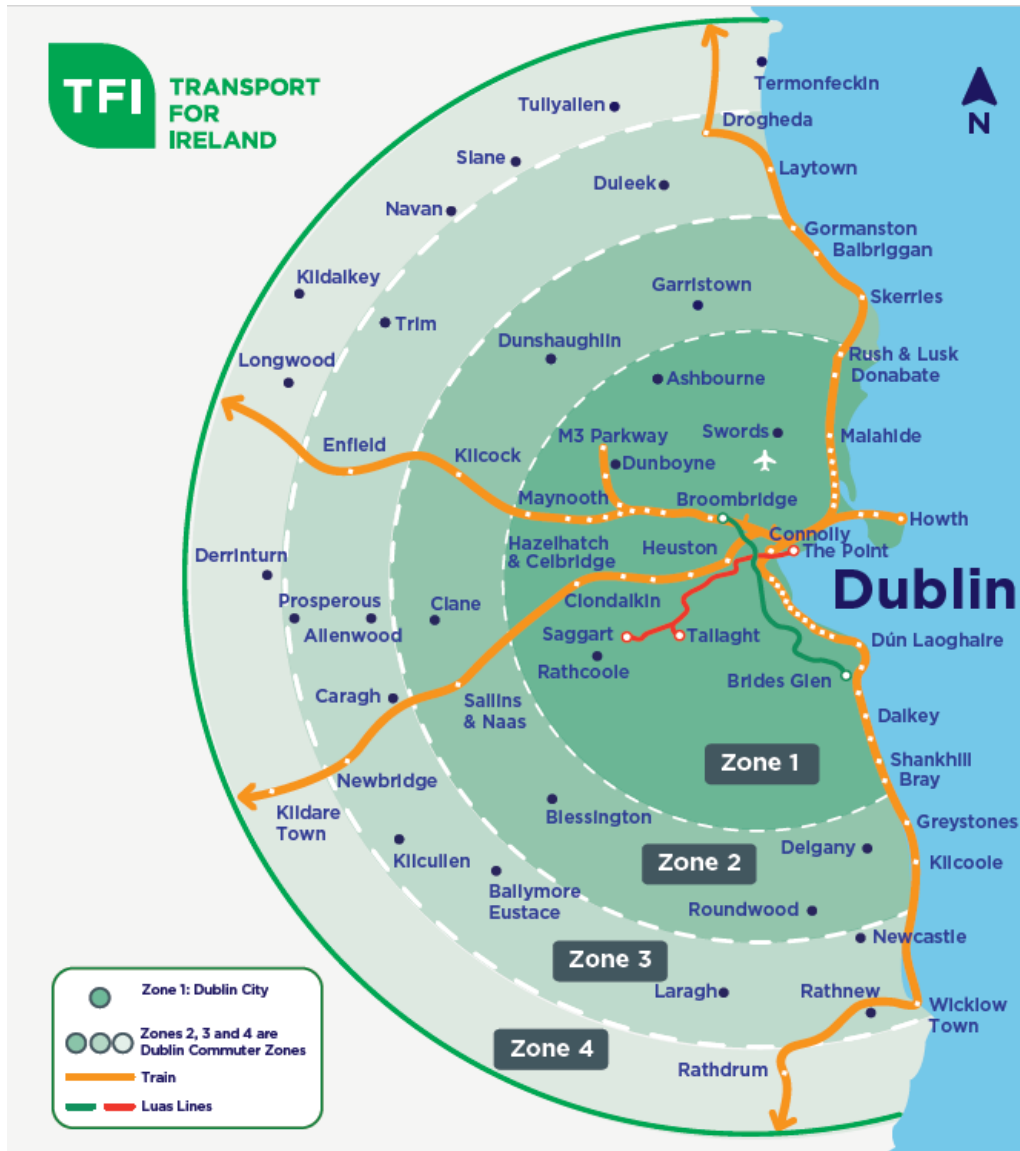 TFI
TRANSPORT
FOR
IRELAND
N
Termonfeckin
Tullyallen
Drogheda
Slane
Laytown
Duleek
Navan
Gormanston
Balbriggan
Kildalkey
Garristown
Skerries
Trim
Dunshaughlin
Longwood
Rush & Lusk
Donabate
Ashbourne
Swords
Malahide
M3 Parkway
Enfield
Kilcock
Dunboyne
Maynooth
Broombridge
Howth
Connolly
Hazelhatch
& Celbridge
Heuston
The Point
Derrinturn
Dublin
Prosperous
Clane
Clondalkin
Allenwood
Saggart
Tallaght
Dún Laoghaire
Rathcoole
Brides Glen
Caragh
Sallins
& Naas
Dalkey
Zone 1
Shankhill
Bray
Newbridge
Kildare
Town
Blessington
Greystones
Delgany
Kilcullen
Zone 2
Kilcoole
Ballymore
Eustace
Roundwood
Newcastle
Zone 3
Laragh
Rathnew
Wicklow
Town
Zone 4
Rathdrum
Zone 1: Dublin City
Zones 2, 3 and 4 are
Dublin Commuter Zones
Train
Luas Lines